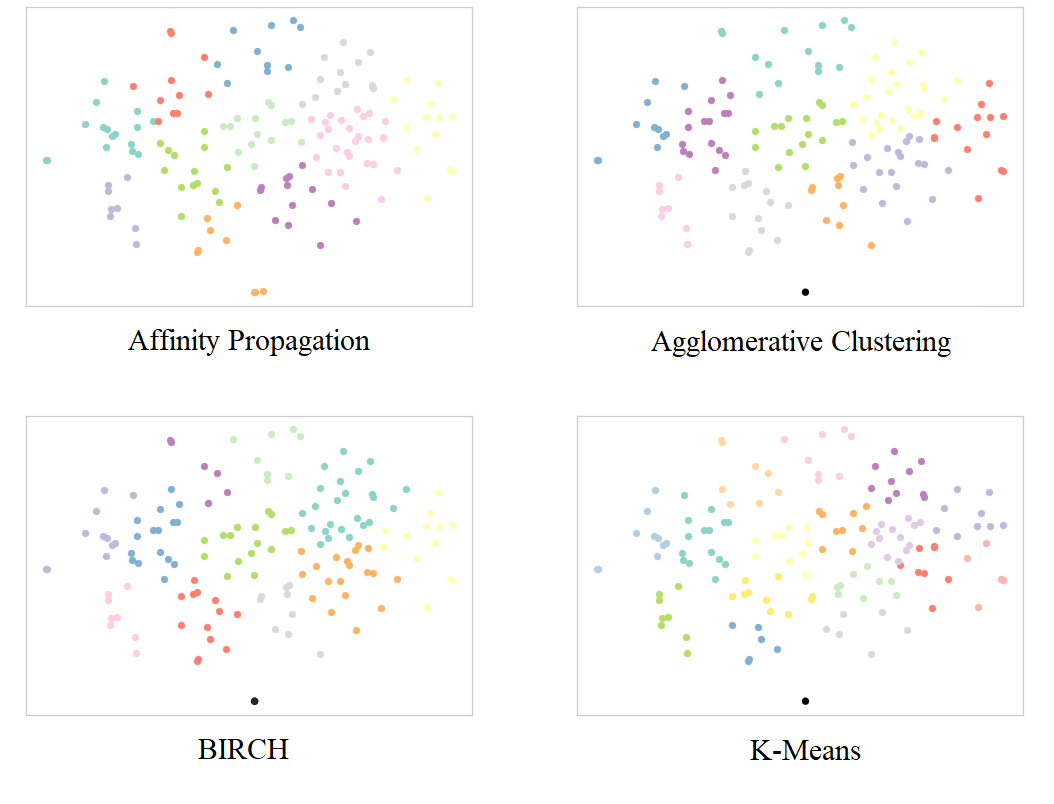 Affinity Propagation
Agglomerative Clustering
BIRCH
K-Means